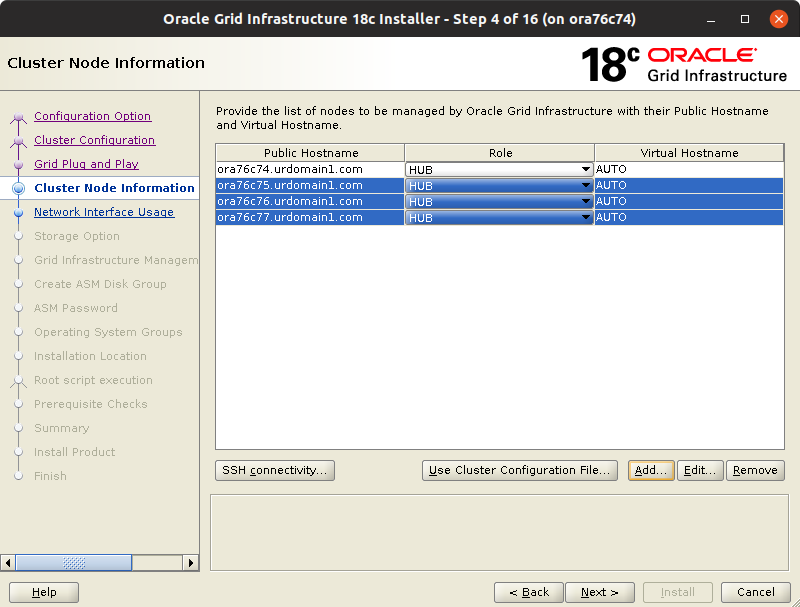 Oracle Grid Infrastructure 18c Installer - Step 4 of 16 (on ora76c74)
Cluster Node Information
18c ORACLE
Grid Infrastructure
Configuration Option
Cluster Configuration
Grid Plug and Play
Cluster Node Information
Network Interface Usage
Storage Option
Grid Infrastructure Managem
Create ASM Disk Group
ASM Password
Operating System Groups
Installation Location
Root script execution
Prerequisite Checks
Summary
Install Product
Finish
Provide the list of nodes to be managed by Oracle Grid Infrastructure with their Public Hostname
and Virtual Hostname.
Public Hostname Role Virtual Hostname
ora76c74.urdomain1.com HUB AUTO
ora76c75.urdomain1.com HUB AUTO
ora76c76.urdomain1.com HUB AUTO
ora76c77.urdomain1.com HUB AUTO
SSH connectivity... Use Cluster Configuration File... Add... Edit... Remove
Help < Back Next > Install Cancel